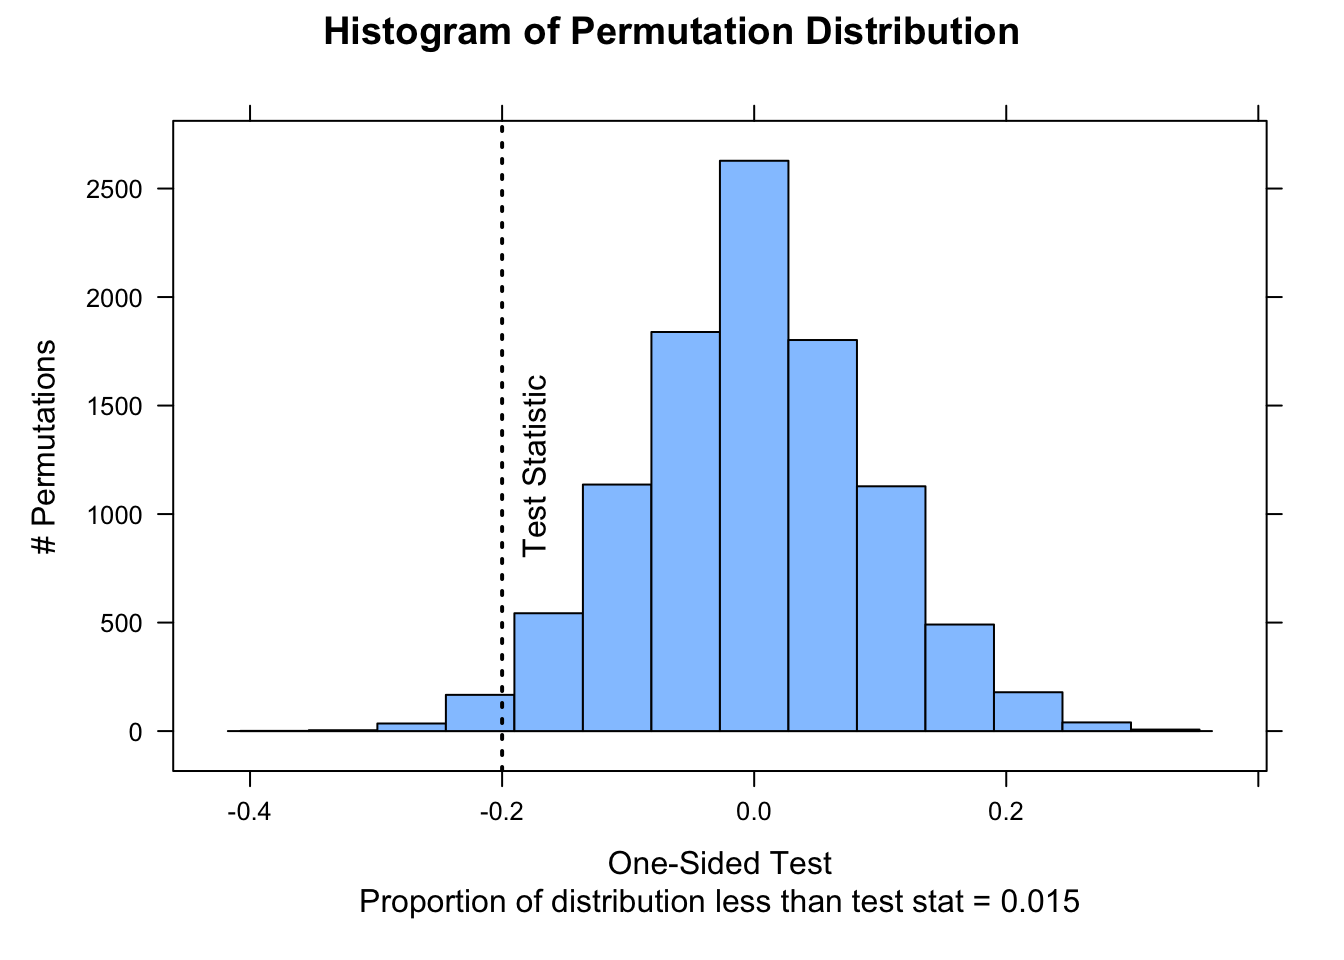 Histogram of Permutation Distribution
2500
2000
1500
1000
500
0
# Permutations
Test Statistic
-0.4
-0.2
0.0
0.2
One-Sided Test
Proportion of distribution less than test stat = 0.015